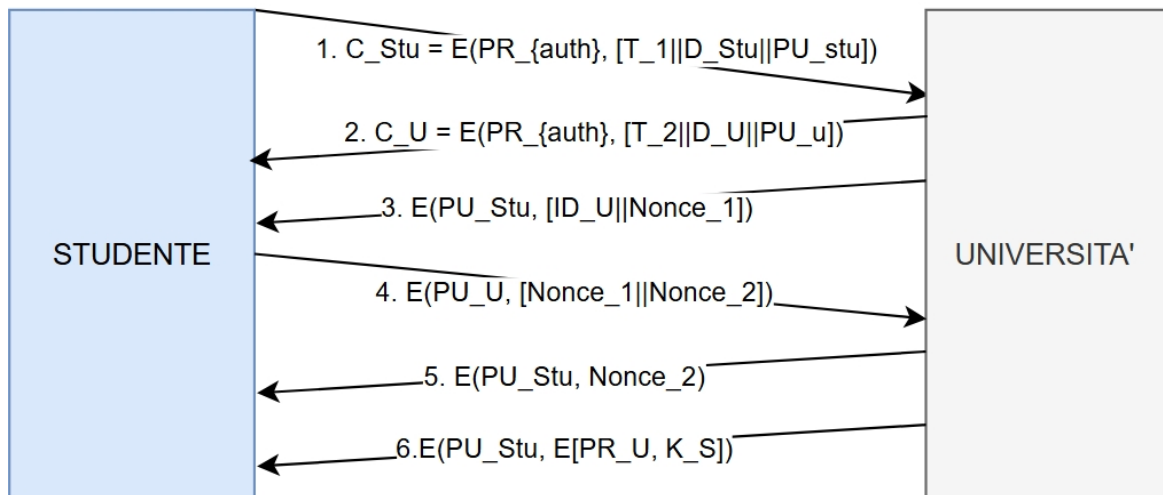 1. C_Stu = E(PR_{auth}, [T_1||D_Stu||PU_stu])
2. C_U = E(PR_{auth}, [T_2||D_U||PU_u])
3. E(PU_Stu, [ID_U||Nonce_1])
STUDENTE
UNIVERSITA'
4. E(PU_U, [Nonce_1||Nonce_2])
5. E(PU_Stu, Nonce_2)
6.E(PU_Stu, E[PR_U, K_S])